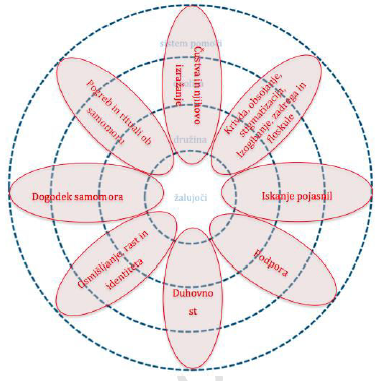 sistem pomoči
Čustva in njihovo
izražanje
Krivda, obsojanje,
stigmatizacija,
izogibanje, zadrega in
floskule
Iskanje pojasnil
Podpora
Duhovno
st
Osmišljanje, rast in
identiteta
Dogodek samomora
Pogreb in rituali ob
samomoru
družina
žalujoči